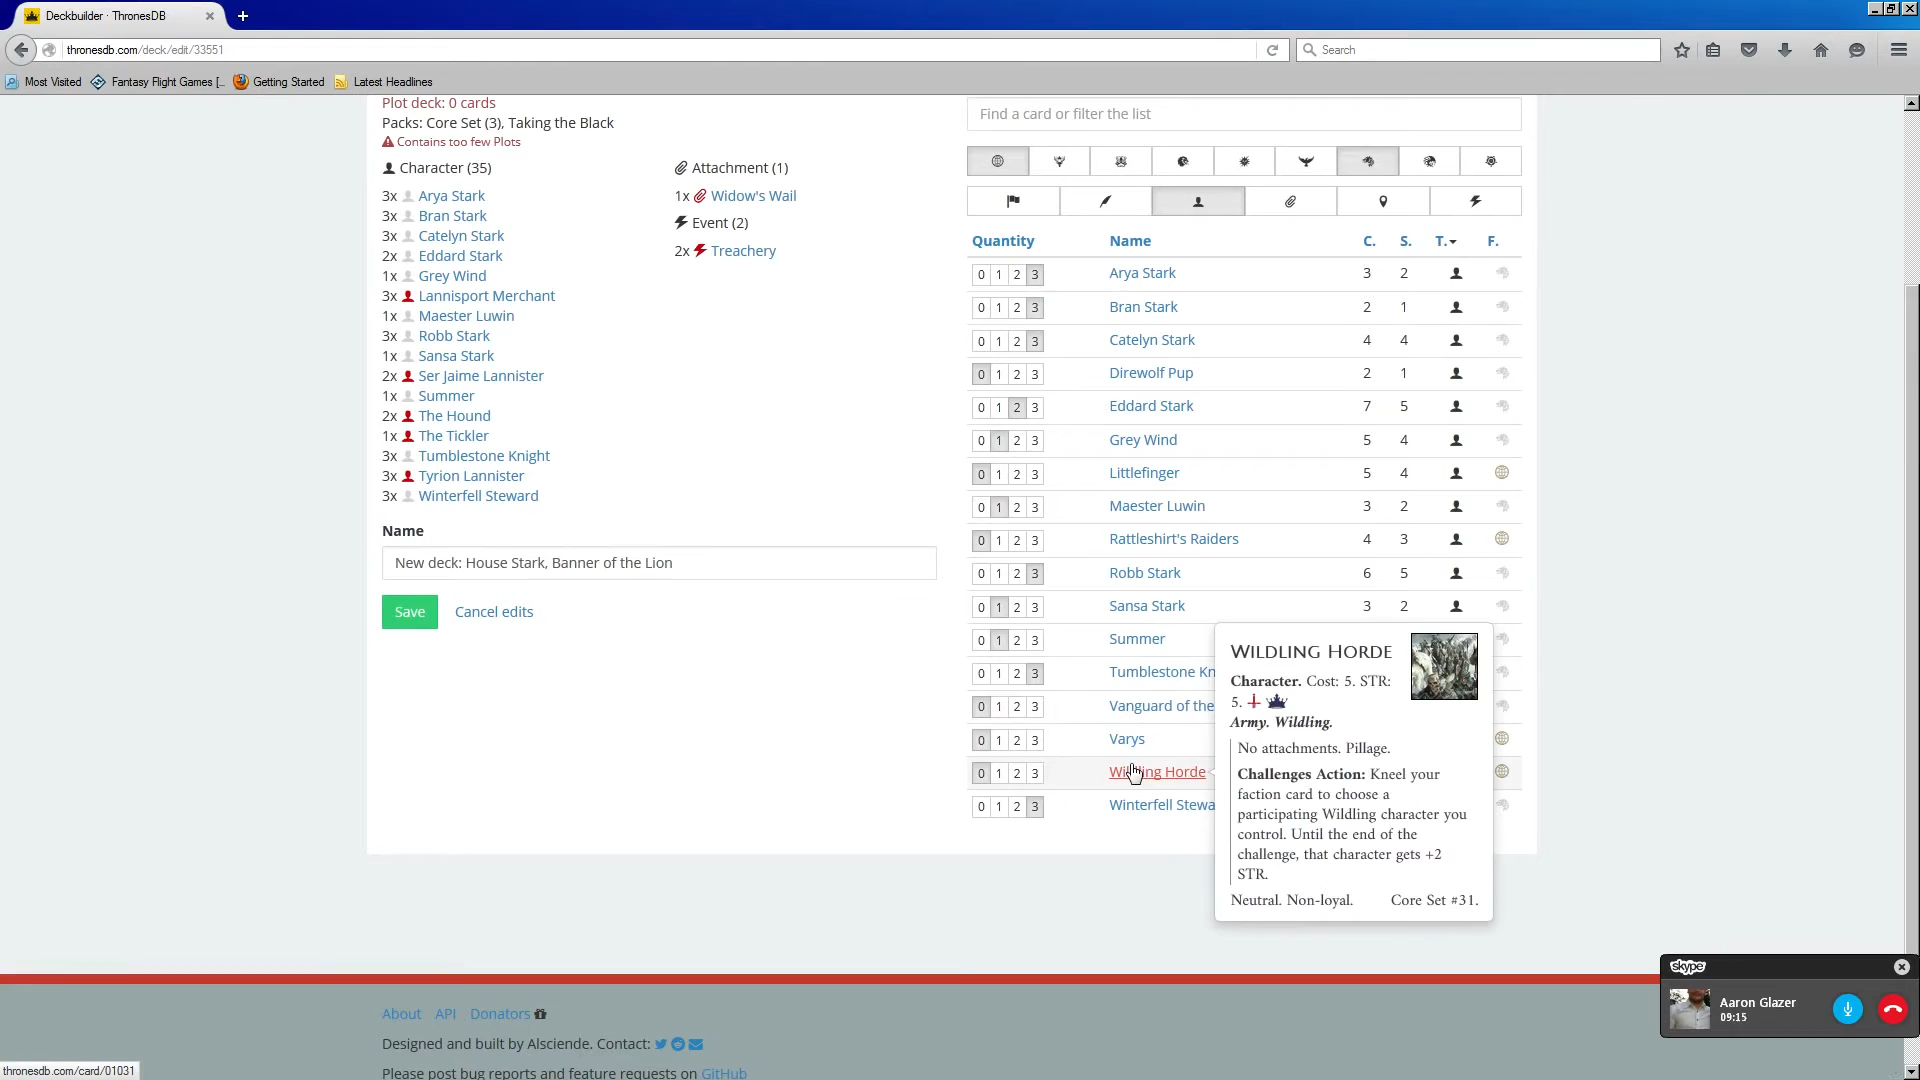 Deckbuilder · ThronesDB
thronesdb.com/deck/edit/33551
Search
Most Visited
Fantasy Flight Games [...
Getting Started
Latest Headlines
Plot deck: 0 cards
Packs: Core Set (3), Taking the Black
Contains too few Plots
Character (35)
3x Arya Stark
3x Bran Stark
3x Catelyn Stark
2x Eddard Stark
1x Grey Wind
3x Lannisport Merchant
1x Maester Luwin
3x Robb Stark
1x Sansa Stark
2x Ser Jaime Lannister
1x Summer
2x The Hound
1x The Tickler
3x Tumblestone Knight
3x Tyrion Lannister
3x Winterfell Steward
Attachment (1)
1x Widow's Wail
Event (2)
2x Treachery
Name
New deck: House Stark, Banner of the Lion
Save
Cancel edits
Find a card or filter the list
Quantity Name C. S. T. F.
0 1 2 3 Arya Stark 3 2
0 1 2 3 Bran Stark 2 1
0 1 2 3 Catelyn Stark 4 4
0 1 2 3 Direwolf Pup 2 1
0 1 2 3 Eddard Stark 7 5
0 1 2 3 Grey Wind 5 4
0 1 2 3 Littlefinger 5 4
0 1 2 3 Maester Luwin 3 2
0 1 2 3 Rattleshirt's Raiders 4 3
0 1 2 3 Robb Stark 6 5
0 1 2 3 Sansa Stark 3 2
0 1 2 3 Summer
0 1 2 3 Tumblestone Kn
0 1 2 3 Vanguard of the
0 1 2 3 Varys
0 1 2 3 Wildling Horde
0 1 2 3 Winterfell Stewa
Wildling Horde
Character. Cost: 5. STR:
5.
Army. Wildling.
No attachments. Pillage.
Challenges Action: Kneel your
faction card to choose a
participating Wildling character you
control. Until the end of the
challenge, that character gets +2
STR.
Neutral. Non-loyal. Core Set #31.
skype
Aaron Glazer
09:15
About API Donators
Designed and built by Alsciende. Contact:
Please post bug reports and feature requests on GitHub
thronesdb.com/card/01031